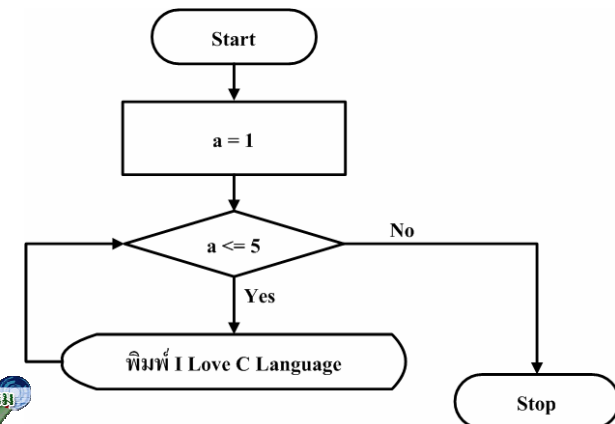 Start
a = 1
a <= 5
No
Yes
พิมพ์ I Love C Language
Stop